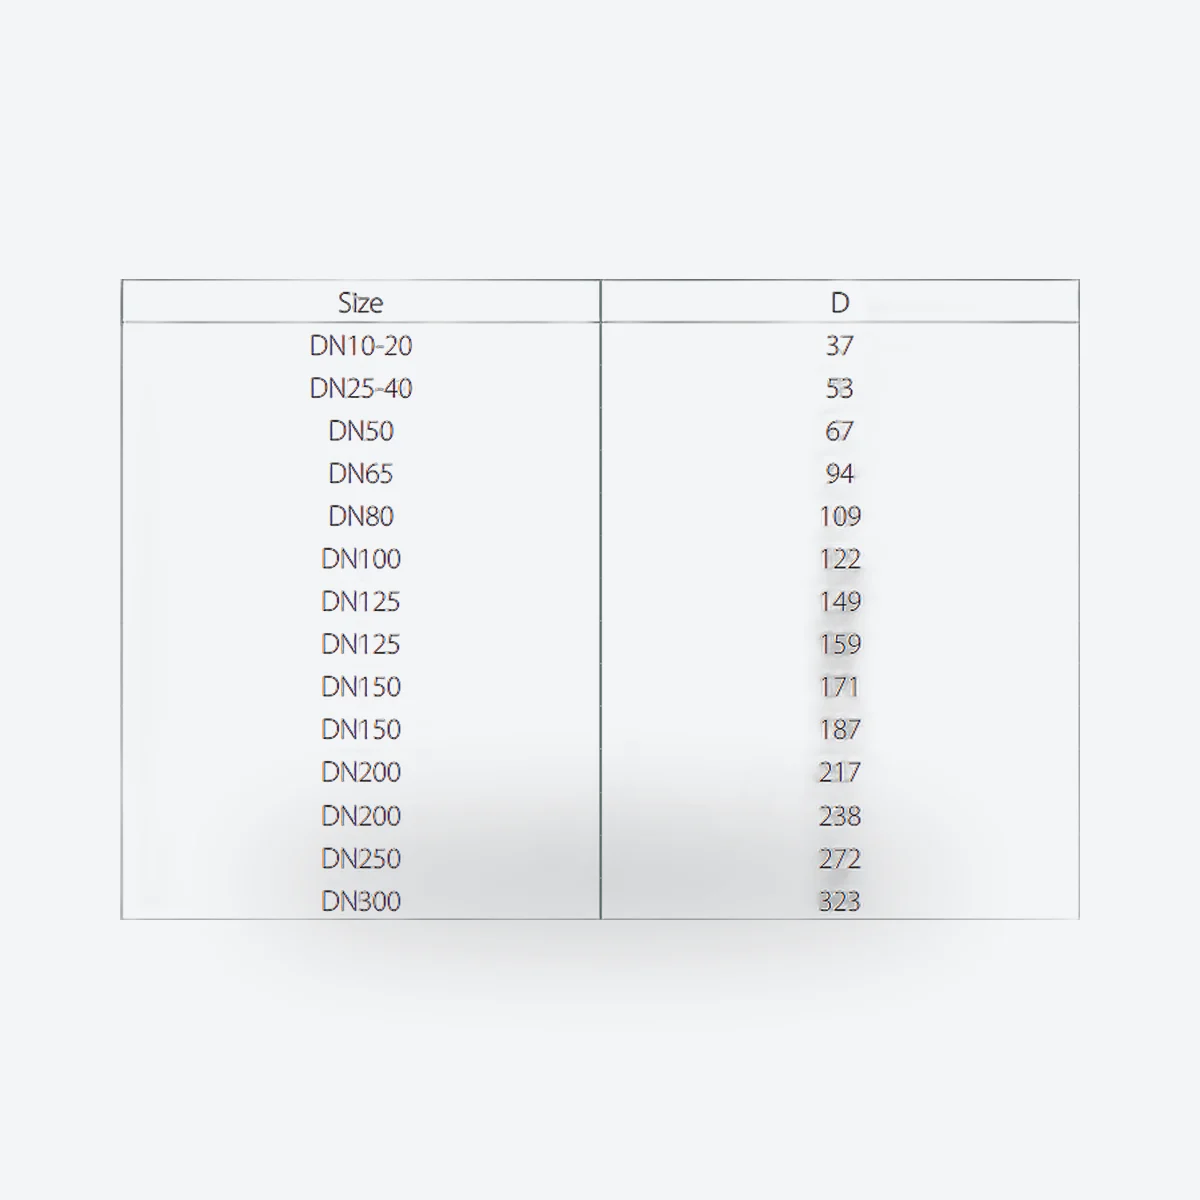 Size D
DN10-20 37
DN25-40 53
DN50 67
DN65 94
DN80 109
DN100 122
DN125 149
DN125 159
DN150 171
DN150 187
DN200 217
DN200 238
DN250 272
DN300 323